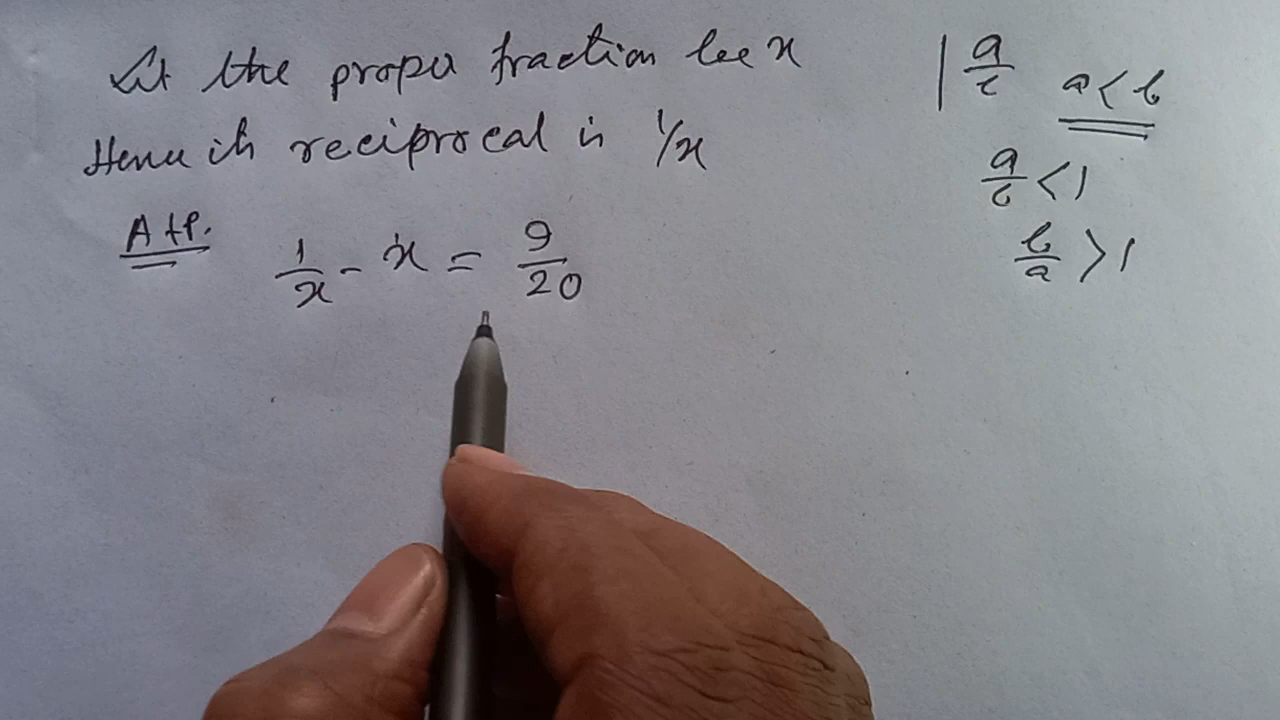 Let the proper fraction be x
Hence its reciprocal is 1/x
A t P.
1/x - x = 9/20
a/b a < b
a/b < 1
b/a > 1